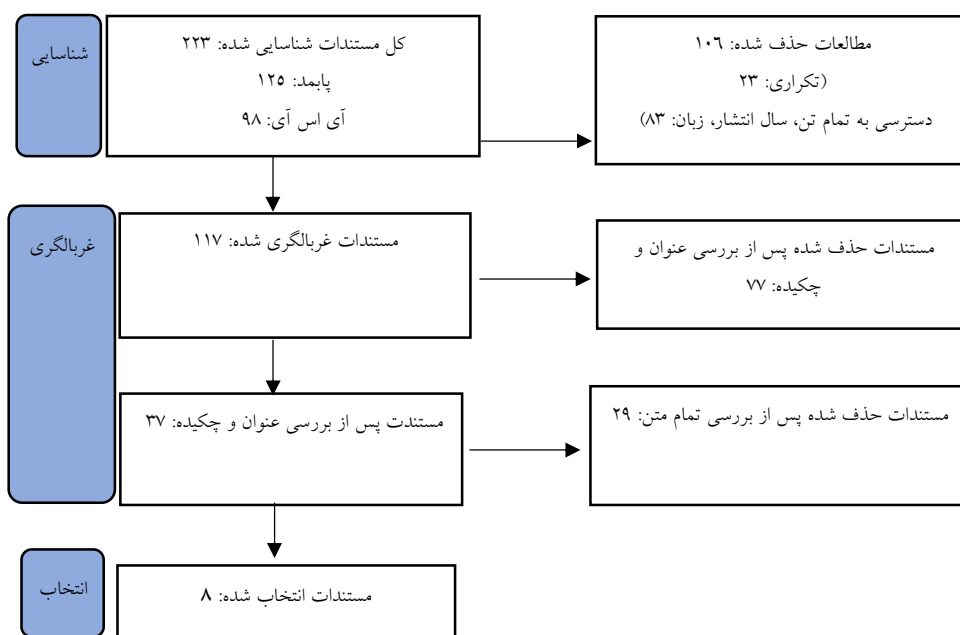 شناسایی
کل مستندات شناسایی شده: ۲۲۳
پابمد: ۱۲۵
آی اس آی: ۹۸
مطالعات حذف شده: ۱۰۶
(تکراری: ۲۳
دسترسی به تمام تن، سال انتشار، زبان: ۸۳)
غربالگری
مستندات غربالگری شده: ۱۱۷
مستندات حذف شده پس از بررسی عنوان و
چکیده: ۷۷
مستندت پس از بررسی عنوان و چکیده: ۳۷
مستندات حذف شده پس از بررسی تمام متن: ۲۹
انتخاب
مستندات انتخاب شده: ۸